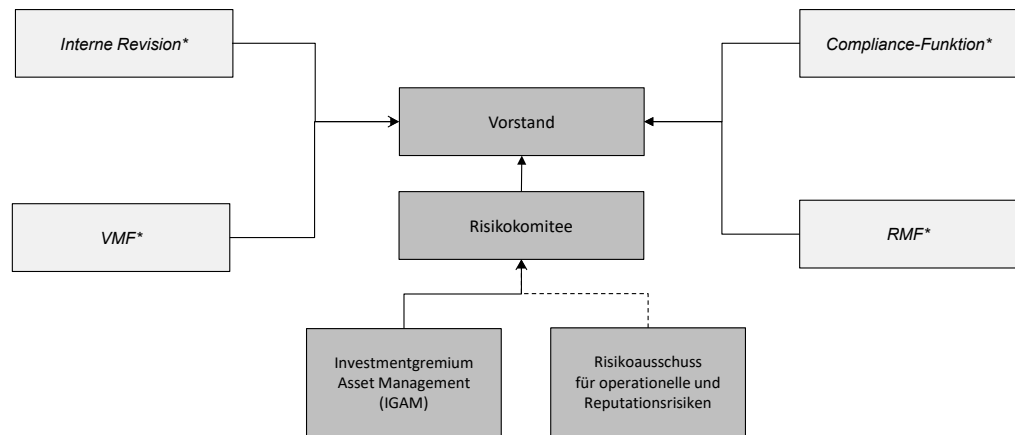 Interne Revision*
Compliance-Funktion*
Vorstand
VMF*
Risikokomitee
RMF*
Investmentgremium
Asset Management
(IGAM)
Risikoausschuss
für operationelle und
Reputationsrisiken